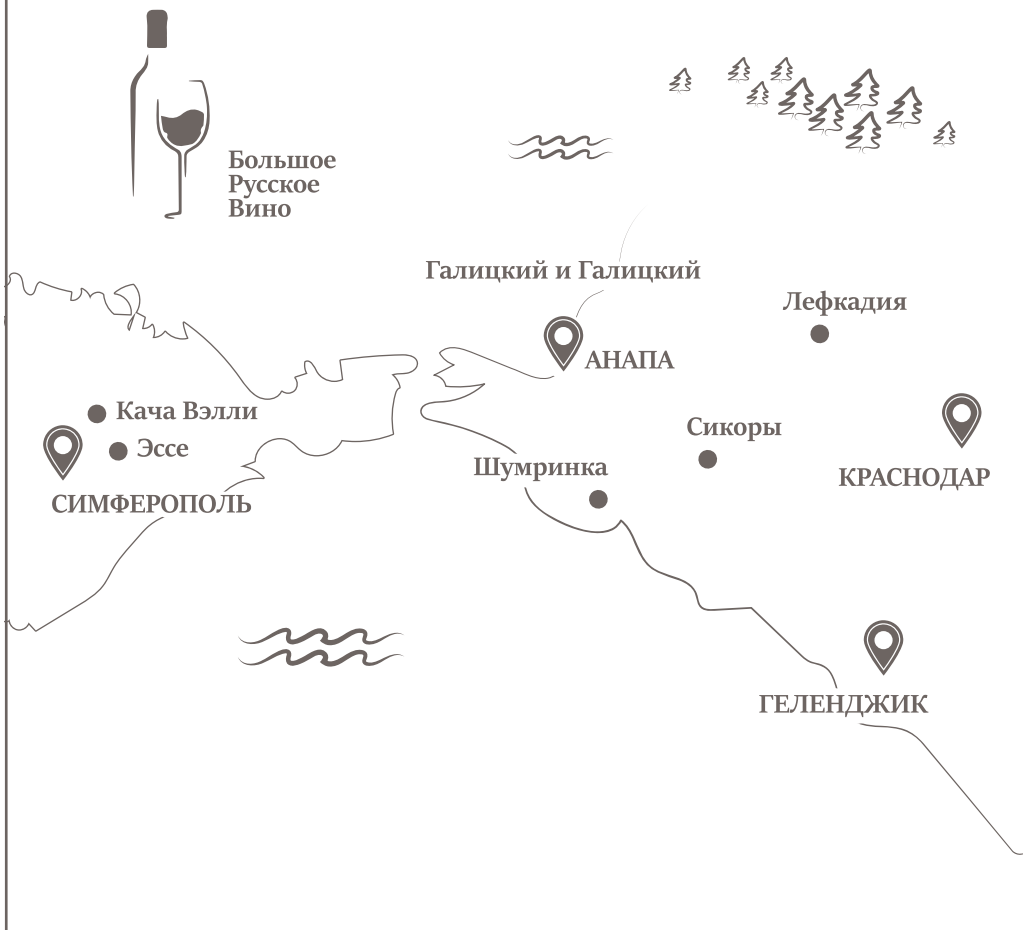 Большое
Русское
Вино
Галицкий и Галицкий
Лефкадия
АНАПА
Кача Вэлли
Сикоры
Эссе
Шумринка
КРАСНОДАР
СИМФЕРОПОЛЬ
ГЕЛЕНДЖИК